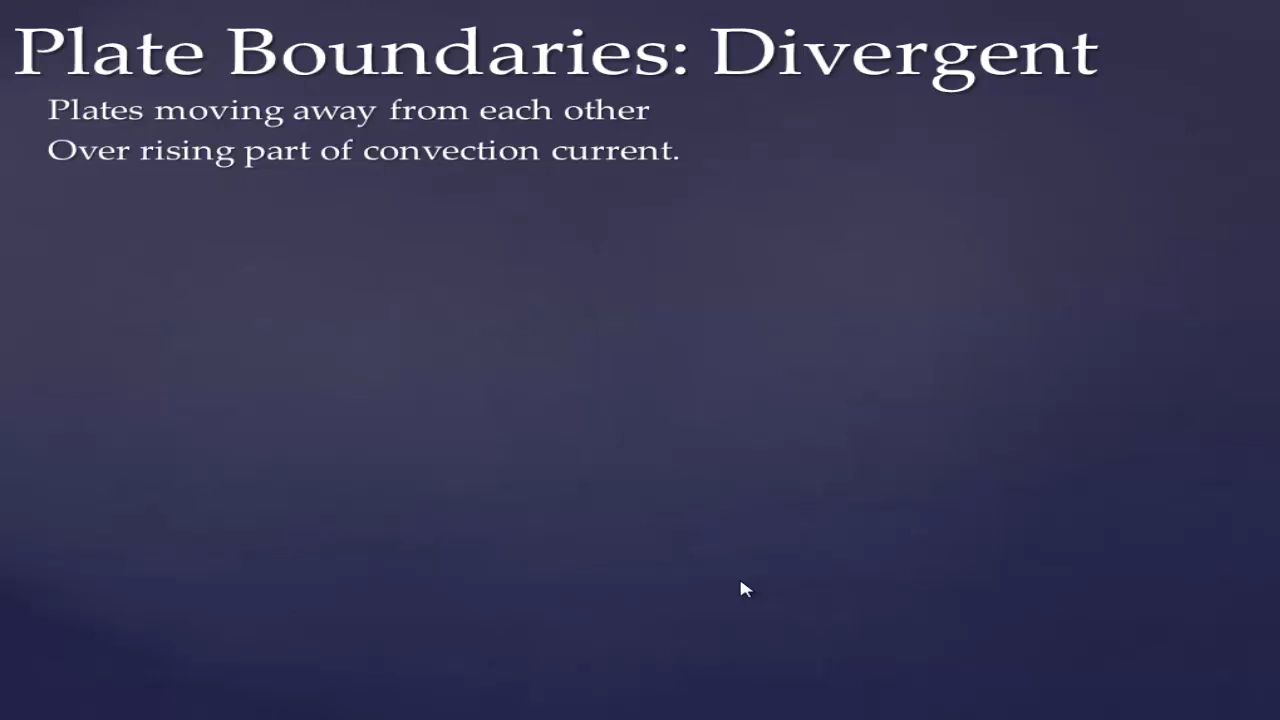 Plate Boundaries: Divergent
Plates moving away from each other
Over rising part of convection current.